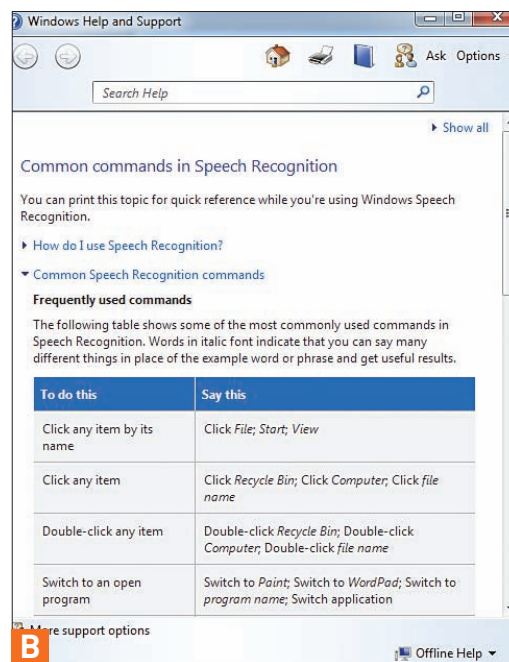 Windows Help and Support
Ask Options
Search Help
Show all
Common commands in Speech Recognition
You can print this topic for quick reference while you're using Windows Speech
Recognition.
How do I use Speech Recognition?
Common Speech Recognition commands
Frequently used commands
The following table shows some of the most commonly used commands in
Speech Recognition. Words in italic font indicate that you can say many
different things in place of the example word or phrase and get useful results.
To do this Say this
Click any item by its
name
Click File; Start; View
Click any item
Click Recycle Bin; Click Computer; Click file
name
Double-click any item
Double-click Recycle Bin; Double-click
Computer; Double-click file name
Switch to an open
program
Switch to Paint; Switch to WordPad; Switch to
program name; Switch application
More support options
B
Offline Help